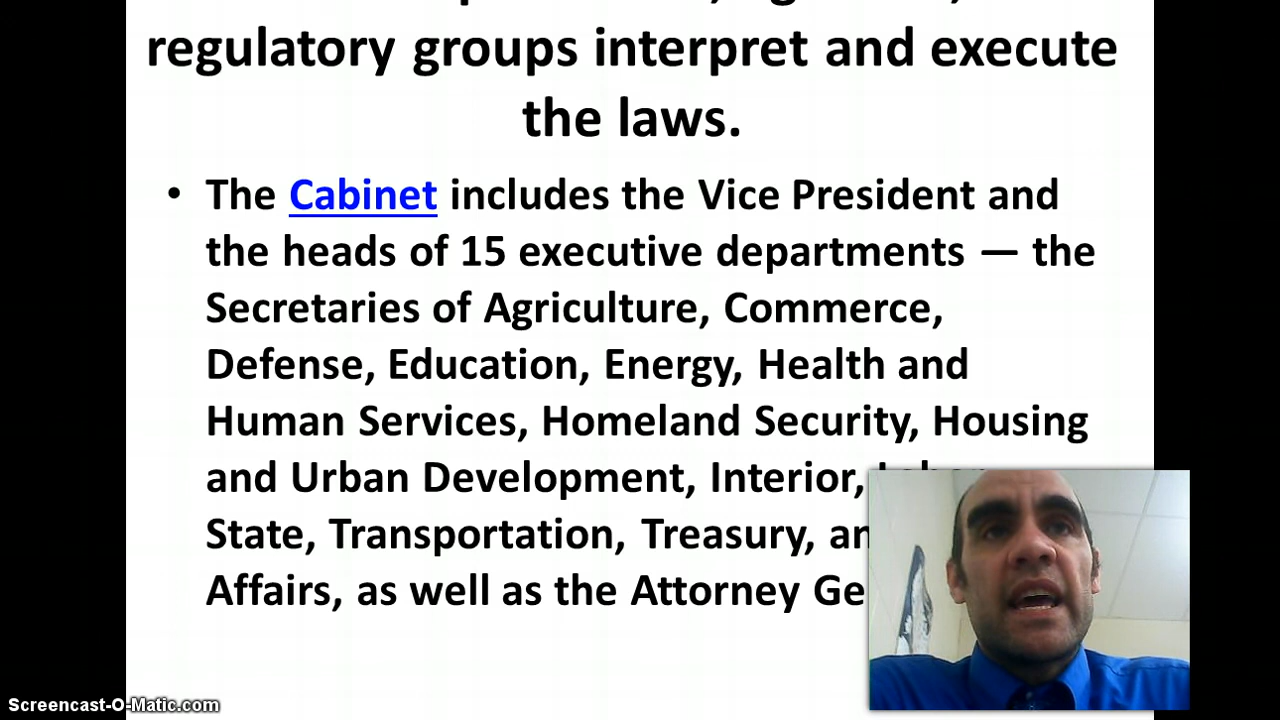 regulatory groups interpret and execute
the laws.
• The Cabinet includes the Vice President and
the heads of 15 executive departments — the
Secretaries of Agriculture, Commerce,
Defense, Education, Energy, Health and
Human Services, Homeland Security, Housing
and Urban Development, Interior,
State, Transportation, Treasury,
Affairs, as well as the Attorney
Screencast-O-Matic.com